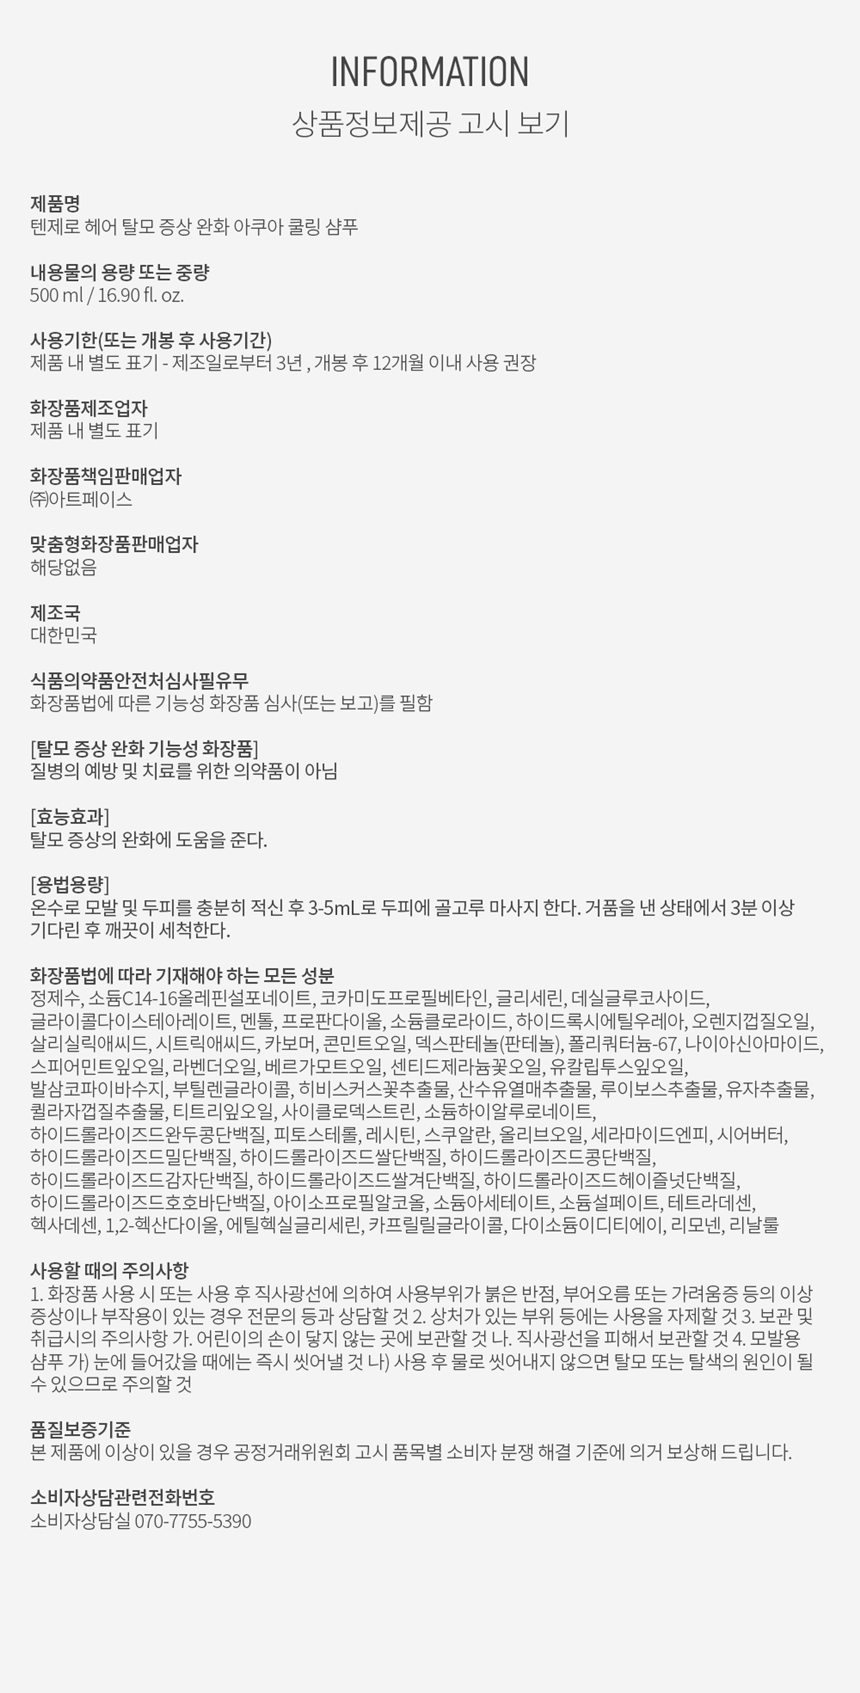 INFORMATION
상품정보제공 고시 보기
제품명
텐제로 헤어 탈모 증상 완화 아쿠아 쿨링 샴푸
내용물의 용량 또는 중량
500 ml / 16.90 fl. oz.
사용기한(또는 개봉 후 사용기간)
제품 내 별도 표기 - 제조일로부터 3년 , 개봉 후 12개월 이내 사용 권장
화장품제조업자
제품 내 별도 표기
화장품책임판매업자
㈜아트페이스
맞춤형화장품판매업자
해당없음
제조국
대한민국
식품의약품안전처심사필유무
화장품법에 따른 기능성 화장품 심사(또는 보고)를 필함
[탈모 증상 완화 기능성 화장품]
질병의 예방 및 치료를 위한 의약품이 아님
[효능효과]
탈모 증상의 완화에 도움을 준다.
[용법용량]
온수로 모발 및 두피를 충분히 적신 후 3-5mL로 두피에 골고루 마사지 한다. 거품을 낸 상태에서 3분 이상
기다린 후 깨끗이 세척한다.
화장품법에 따라 기재해야 하는 모든 성분
정제수, 소듐C14-16올레핀설포네이트, 코카미도프로필베타인, 글리세린, 데실글루코사이드,
글라이콜다이스테아레이트, 멘톨, 프로판다이올, 소듐클로라이드, 하이드록시에틸우레아, 오렌지껍질오일,
살리실릭애씨드, 시트릭애씨드, 카보머, 콘민트오일, 덱스판테놀(판테놀), 폴리쿼터늄-67, 나이아신아마이드,
스피어민트잎오일, 라벤더오일, 베르가모트오일, 센티드제라늄꽃오일, 유칼립투스잎오일,
발삼코파이바수지, 부틸렌글라이콜, 히비스커스꽃추출물, 산수유열매추출물, 루이보스추출물, 유자추출물,
퀼라자껍질추출물, 티트리잎오일, 사이클로덱스트린, 소듐하이알루로네이트,
하이드롤라이즈드완두콩단백질, 피토스테롤, 레시틴, 스쿠알란, 올리브오일, 세라마이드엔피, 시어버터,
하이드롤라이즈드밀단백질, 하이드롤라이즈드쌀단백질, 하이드롤라이즈드콩단백질,
하이드롤라이즈드감자단백질, 하이드롤라이즈드쌀겨단백질, 하이드롤라이즈드헤이즐넛단백질,
하이드롤라이즈드호호바단백질, 아이소프로필알코올, 소듐아세테이트, 소듐설페이트, 테트라데센,
헥사데센, 1,2-헥산다이올, 에틸헥실글리세린, 카프릴릴글라이콜, 다이소듐이디티에이, 리모넨, 리날룰
사용할 때의 주의사항
1. 화장품 사용 시 또는 사용 후 직사광선에 의하여 사용부위가 붉은 반점, 부어오름 또는 가려움증 등의 이상
증상이나 부작용이 있는 경우 전문의 등과 상담할 것 2. 상처가 있는 부위 등에는 사용을 자제할 것 3. 보관 및
취급시의 주의사항 가. 어린이의 손이 닿지 않는 곳에 보관할 것 나. 직사광선을 피해서 보관할 것 4. 모발용
샴푸 가) 눈에 들어갔을 때에는 즉시 씻어낼 것 나) 사용 후 물로 씻어내지 않으면 탈모 또는 탈색의 원인이 될
수 있으므로 주의할 것
품질보증기준
본 제품에 이상이 있을 경우 공정거래위원회 고시 품목별 소비자 분쟁 해결 기준에 의거 보상해 드립니다.
소비자상담관련전화번호
소비자상담실 070-7755-5390